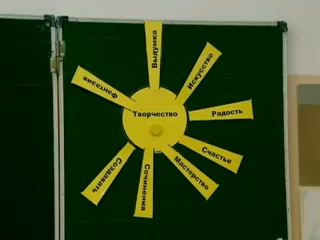 Творчество
Выдумка
Искусство
Радость
Счастье
Мастерство
Сочинения
Создавать
Фантазия